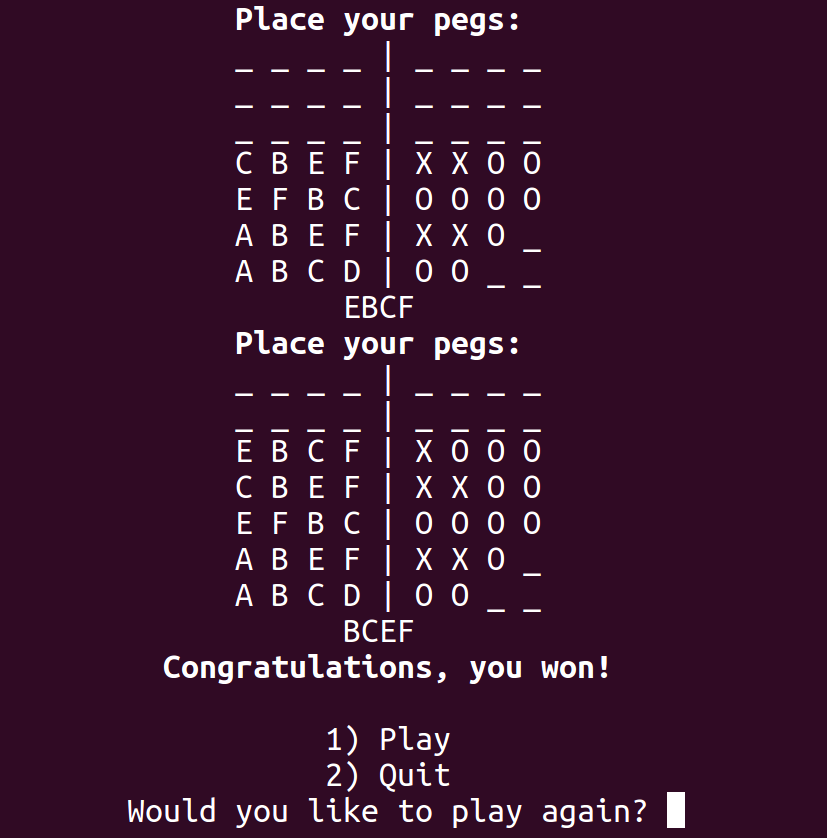 Place your pegs:
_ _ _ _ | _ _ _ _
_ _ _ _ | _ _ _ _
_ _ _ _ | _ _ _ _
C B E F | X X O O
E F B C | O O O O
A B E F | X X O _
A B C D | O O _ _
EBCF
Place your pegs:
_ _ _ _ | _ _ _ _
_ _ _ _ | _ _ _ _
E B C F | X O O O
C B E F | X X O O
E F B C | O O O O
A B E F | X X O _
A B C D | O O _ _
BCEF
Congratulations, you won!
1) Play
2) Quit
Would you like to play again?